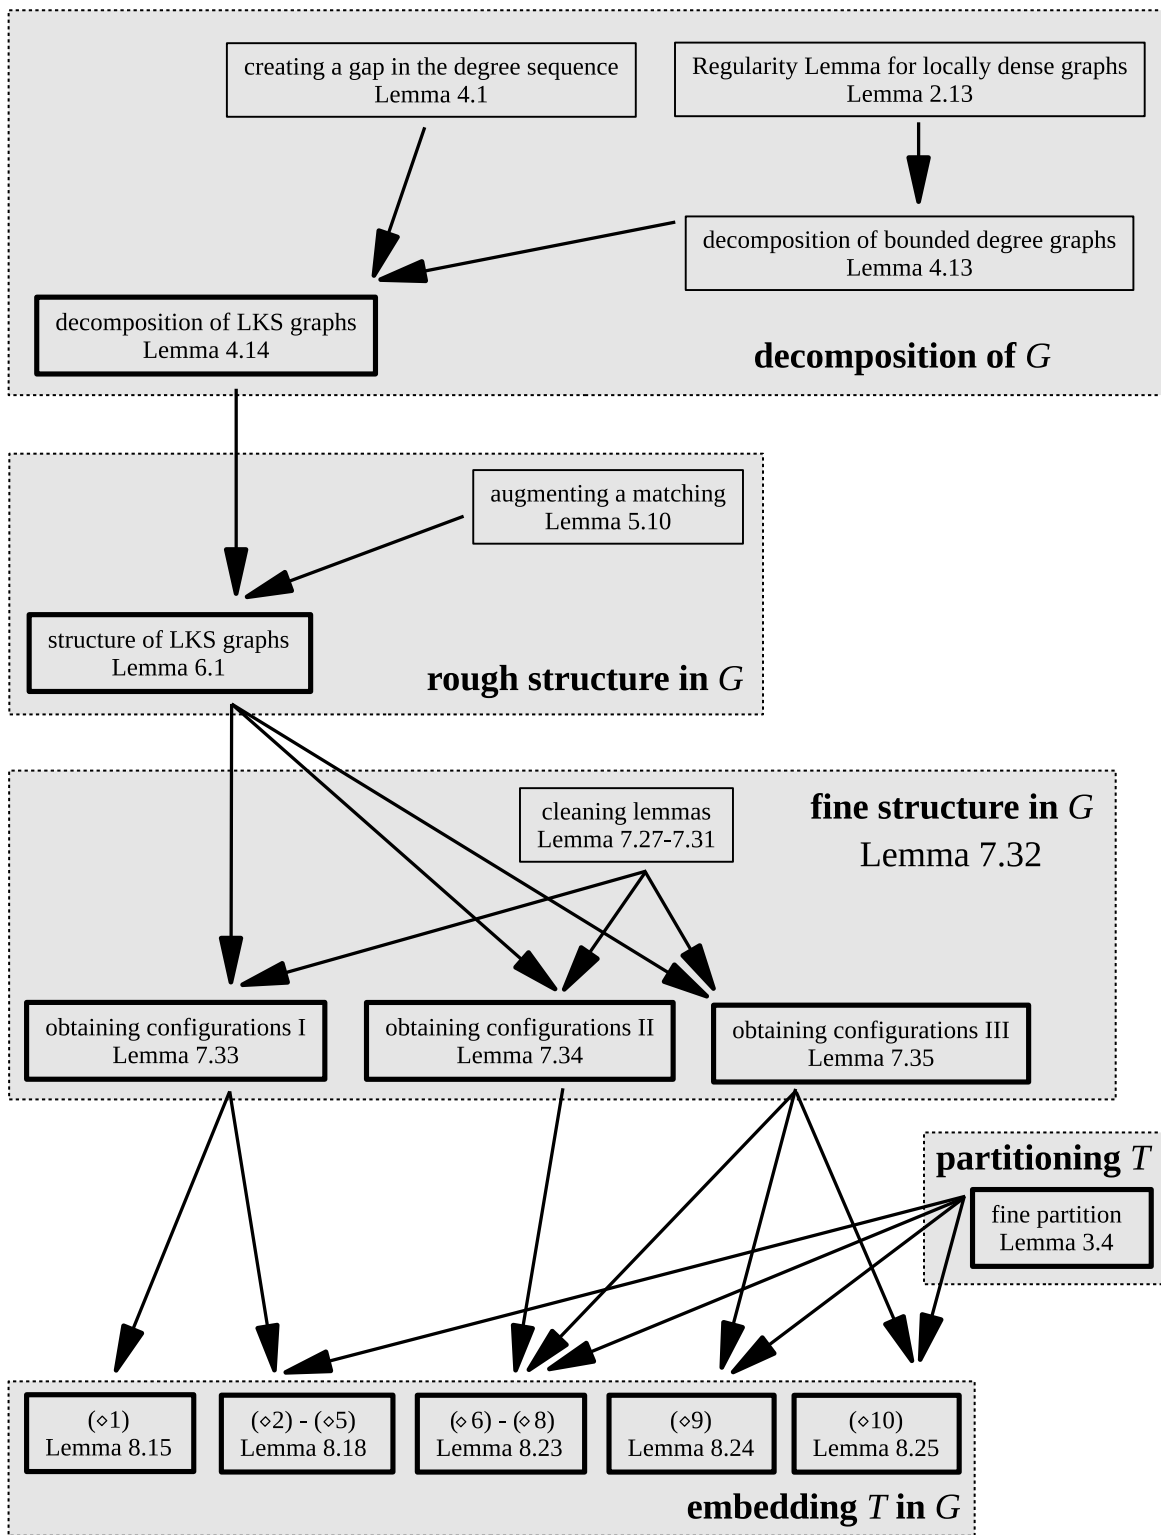 creating a gap in the degree sequence
Lemma 4.1
Regularity Lemma for locally dense graphs
Lemma 2.13
decomposition of bounded degree graphs
Lemma 4.13
decomposition of LKS graphs
Lemma 4.14
decomposition of G
augmenting a matching
Lemma 5.10
structure of LKS graphs
Lemma 6.1
rough structure in G
cleaning lemmas
Lemma 7.27-7.31
fine structure in G
Lemma 7.32
obtaining configurations I
Lemma 7.33
obtaining configurations II
Lemma 7.34
obtaining configurations III
Lemma 7.35
partitioning T
fine partition
Lemma 3.4
(⋄1)
Lemma 8.15
(⋄2) - (⋄5)
Lemma 8.18
(⋄6) - (⋄8)
Lemma 8.23
(⋄9)
Lemma 8.24
(⋄10)
Lemma 8.25
embedding T in G